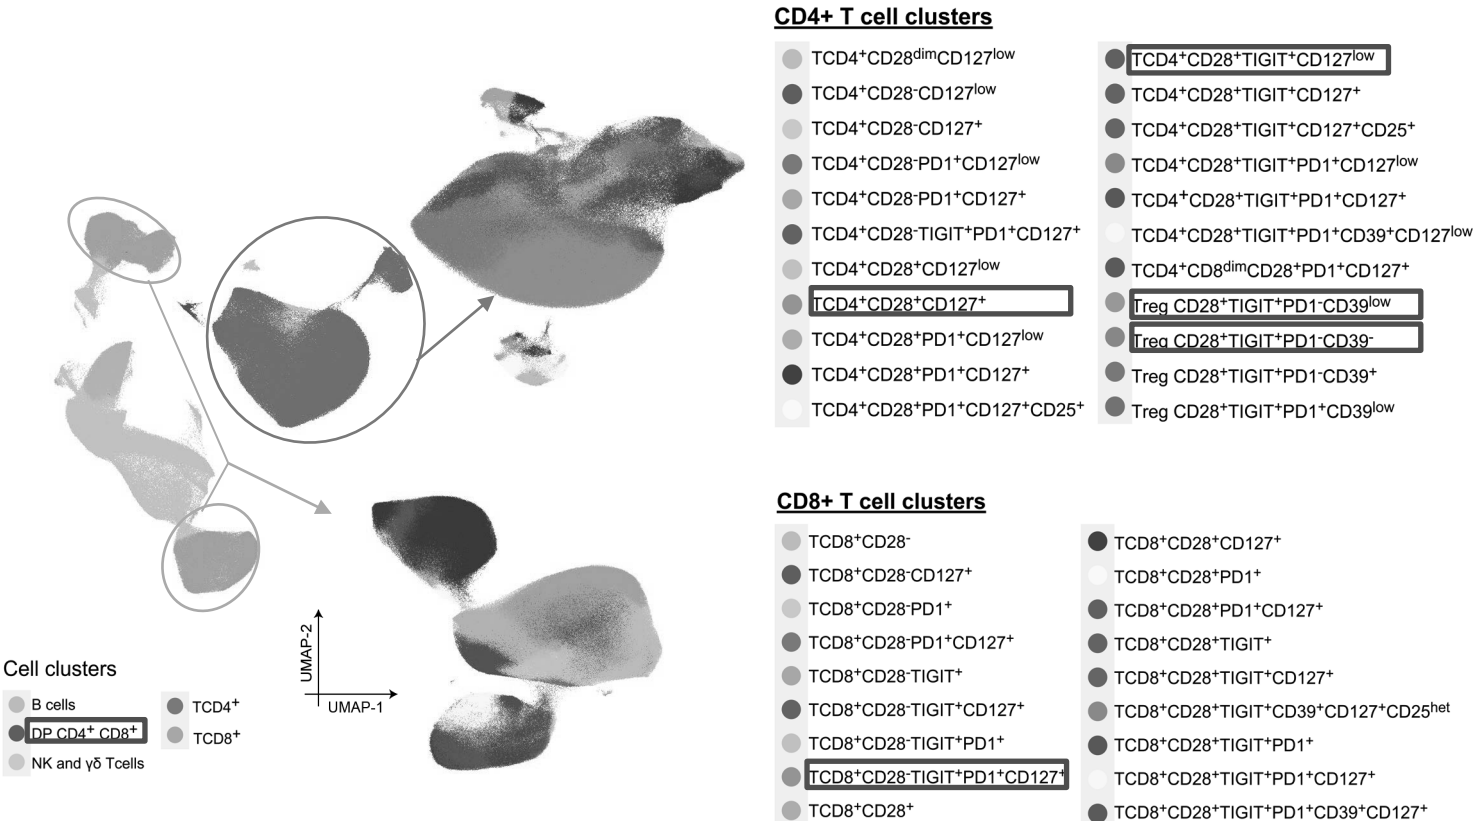 CD4+ T cell clusters
TCD4⁺CD28ᵈⁱᵐCD127ˡᵒʷ
TCD4⁺CD28⁻CD127ˡᵒʷ
TCD4⁺CD28⁻CD127⁺
TCD4⁺CD28⁻PD1⁺CD127ˡᵒʷ
TCD4⁺CD28⁻PD1⁺CD127⁺
TCD4⁺CD28⁻TIGIT⁺PD1⁺CD127⁺
TCD4⁺CD28⁺CD127ˡᵒʷ
TCD4⁺CD28⁺CD127⁺
TCD4⁺CD28⁺PD1⁺CD127ˡᵒʷ
TCD4⁺CD28⁺PD1⁺CD127⁺
TCD4⁺CD28⁺PD1⁺CD127⁺CD25⁺
TCD4⁺CD28⁺TIGIT⁺CD127ˡᵒʷ
TCD4⁺CD28⁺TIGIT⁺CD127⁺
TCD4⁺CD28⁺TIGIT⁺CD127⁺CD25⁺
TCD4⁺CD28⁺TIGIT⁺PD1⁺CD127ˡᵒʷ
TCD4⁺CD28⁺TIGIT⁺PD1⁺CD127⁺
TCD4⁺CD28⁺TIGIT⁺PD1⁺CD39⁺CD127ˡᵒʷ
TCD4⁺CD8ᵈⁱᵐCD28⁺PD1⁺CD127⁺
Treg CD28⁺TIGIT⁺PD1⁻CD39ˡᵒʷ
Treg CD28⁺TIGIT⁺PD1⁻CD39⁻
Treg CD28⁺TIGIT⁺PD1⁻CD39⁺
Treg CD28⁺TIGIT⁺PD1⁺CD39ˡᵒʷ
CD8+ T cell clusters
TCD8⁺CD28⁻
TCD8⁺CD28⁻CD127⁺
TCD8⁺CD28⁻PD1⁺
TCD8⁺CD28⁻PD1⁺CD127⁺
TCD8⁺CD28⁻TIGIT⁺
TCD8⁺CD28⁻TIGIT⁺CD127⁺
TCD8⁺CD28⁻TIGIT⁺PD1⁺
TCD8⁺CD28⁻TIGIT⁺PD1⁺CD127⁺
TCD8⁺CD28⁺
TCD8⁺CD28⁺CD127⁺
TCD8⁺CD28⁺PD1⁺
TCD8⁺CD28⁺PD1⁺CD127⁺
TCD8⁺CD28⁺TIGIT⁺
TCD8⁺CD28⁺TIGIT⁺CD127⁺
TCD8⁺CD28⁺TIGIT⁺CD39⁺CD127⁺CD25ʰᵉᵗ
TCD8⁺CD28⁺TIGIT⁺PD1⁺
TCD8⁺CD28⁺TIGIT⁺PD1⁺CD127⁺
TCD8⁺CD28⁺TIGIT⁺PD1⁺CD39⁺CD127⁺
UMAP-2
UMAP-1
Cell clusters
B cells
DP CD4⁺ CD8⁺
NK and γδ Tcells
TCD4⁺
TCD8⁺